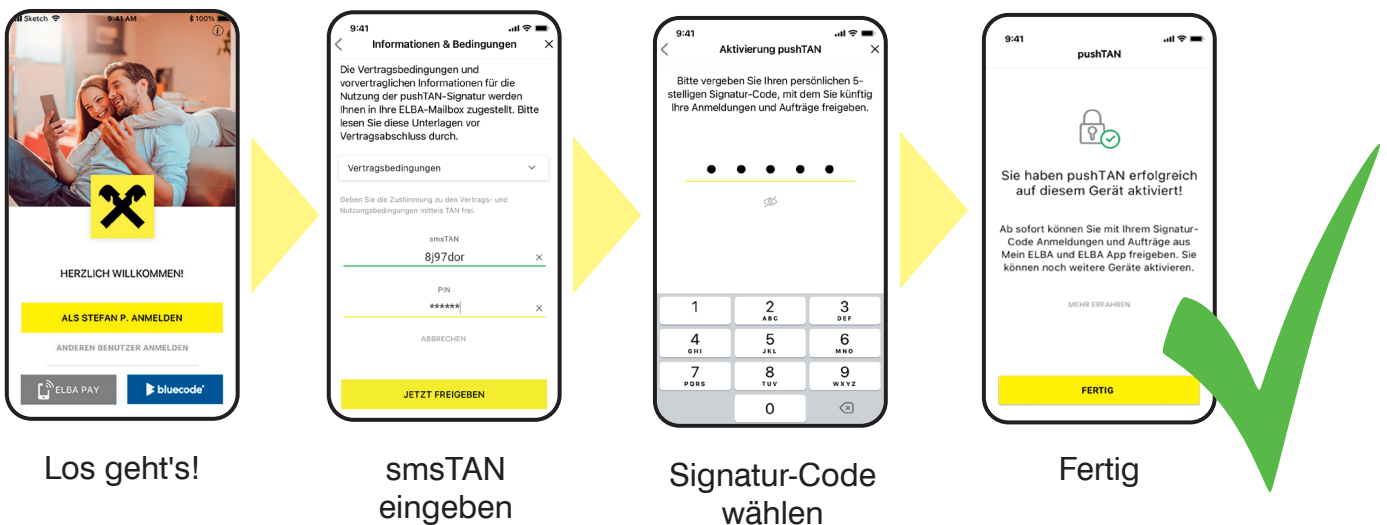 Sketch 9:41 AM 100%
HERZLICH WILLKOMMEN!
ALS STEFAN P. ANMELDEN
ANDEREN BENUTZER ANMELDEN
ELBA PAY
bluecode
Los geht's!
9:41
Informationen & Bedingungen
Die Vertragsbedingungen und
vorvertraglichen Informationen für die
Nutzung der pushTAN-Signatur werden
Ihnen in Ihre ELBA-Mailbox zugestellt. Bitte
lesen Sie diese Unterlagen vor
Vertragsabschluss durch.
Vertragsbedingungen
Geben Sie die Zustimmung zu den Vertrags- und
Nutzungsbedingungen mittels TAN frei.
smsTAN
8j97dor
PIN
******
ABBRECHEN
JETZT FREIGEBEN
smsTAN
eingeben
9:41
Aktivierung pushTAN
Bitte vergeben Sie Ihren persönlichen 5-
stelligen Signatur-Code, mit dem Sie künftig
Ihre Anmeldungen und Aufträge freigeben.
1 2 3
ABC DEF
4 5 6
GHI JKL MNO
7 8 9
PQRS TUV WXYZ
0
Signatur-Code
wählen
9:41
pushTAN
Sie haben pushTAN erfolgreich
auf diesem Gerät aktiviert!
Ab sofort können Sie mit Ihrem Signatur-
Code Anmeldungen und Aufträge aus
Mein ELBA und ELBA App freigeben. Sie
können noch weitere Geräte aktivieren.
MEHR ERFAHREN
FERTIG
Fertig